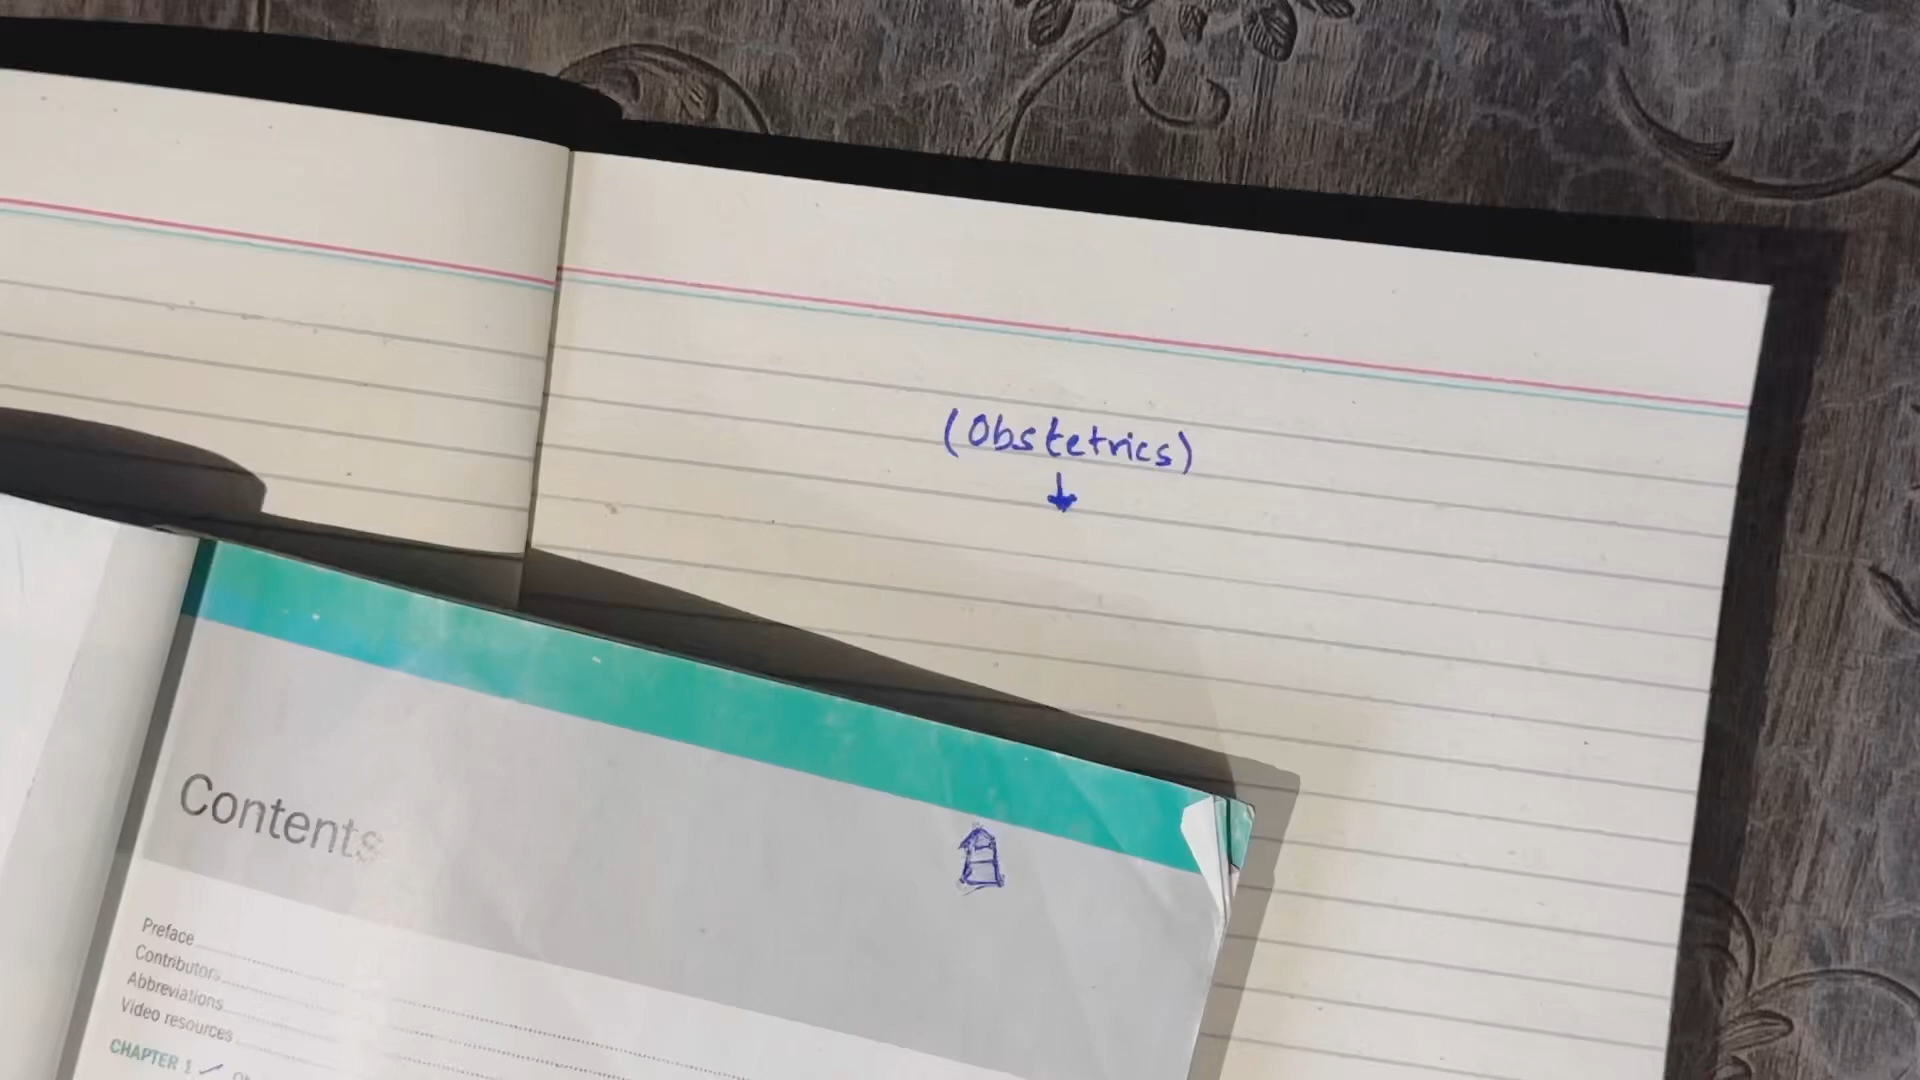 (Obstetrics)
Contents
Preface
Contributors
Abbreviations
Video resources
CHAPTER 1